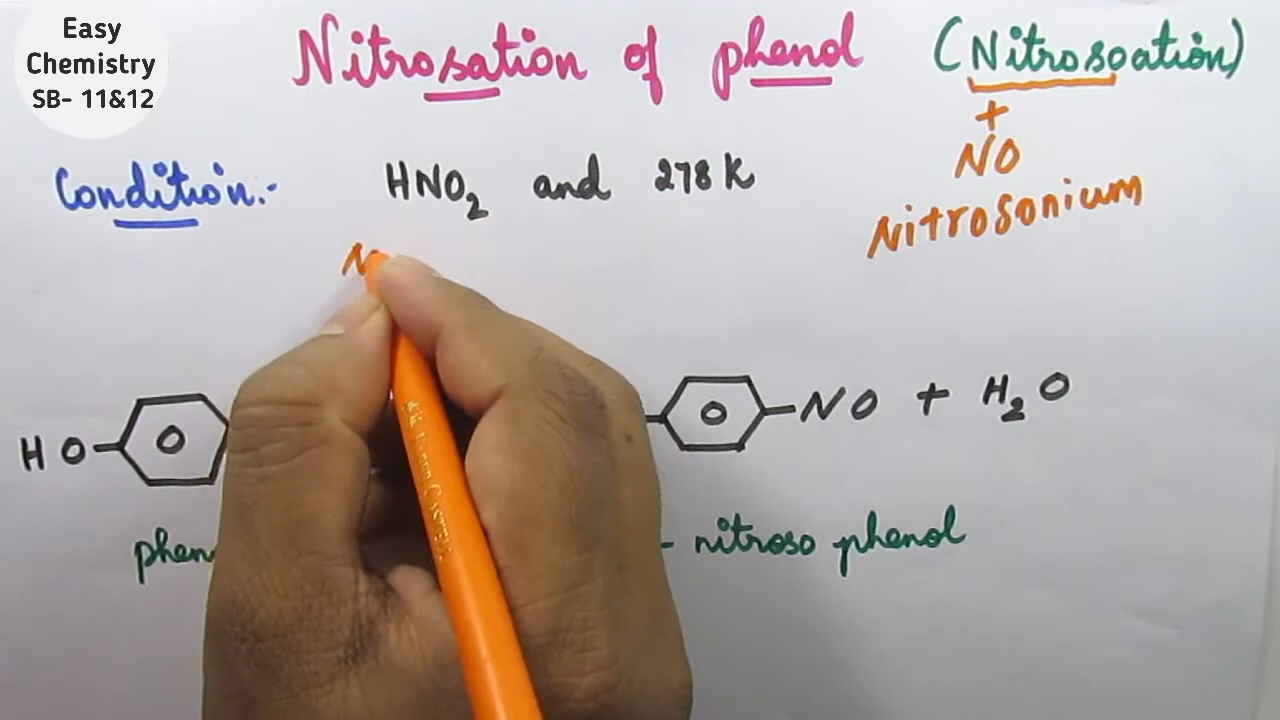 Easy
Chemistry
SB- 11&12
Nitrosation of phenol (Nitrosoation)
+
NO
Nitrosonium
Condition:- HNO₂ and 278 K
HO NO + H₂O
- nitroso phenol